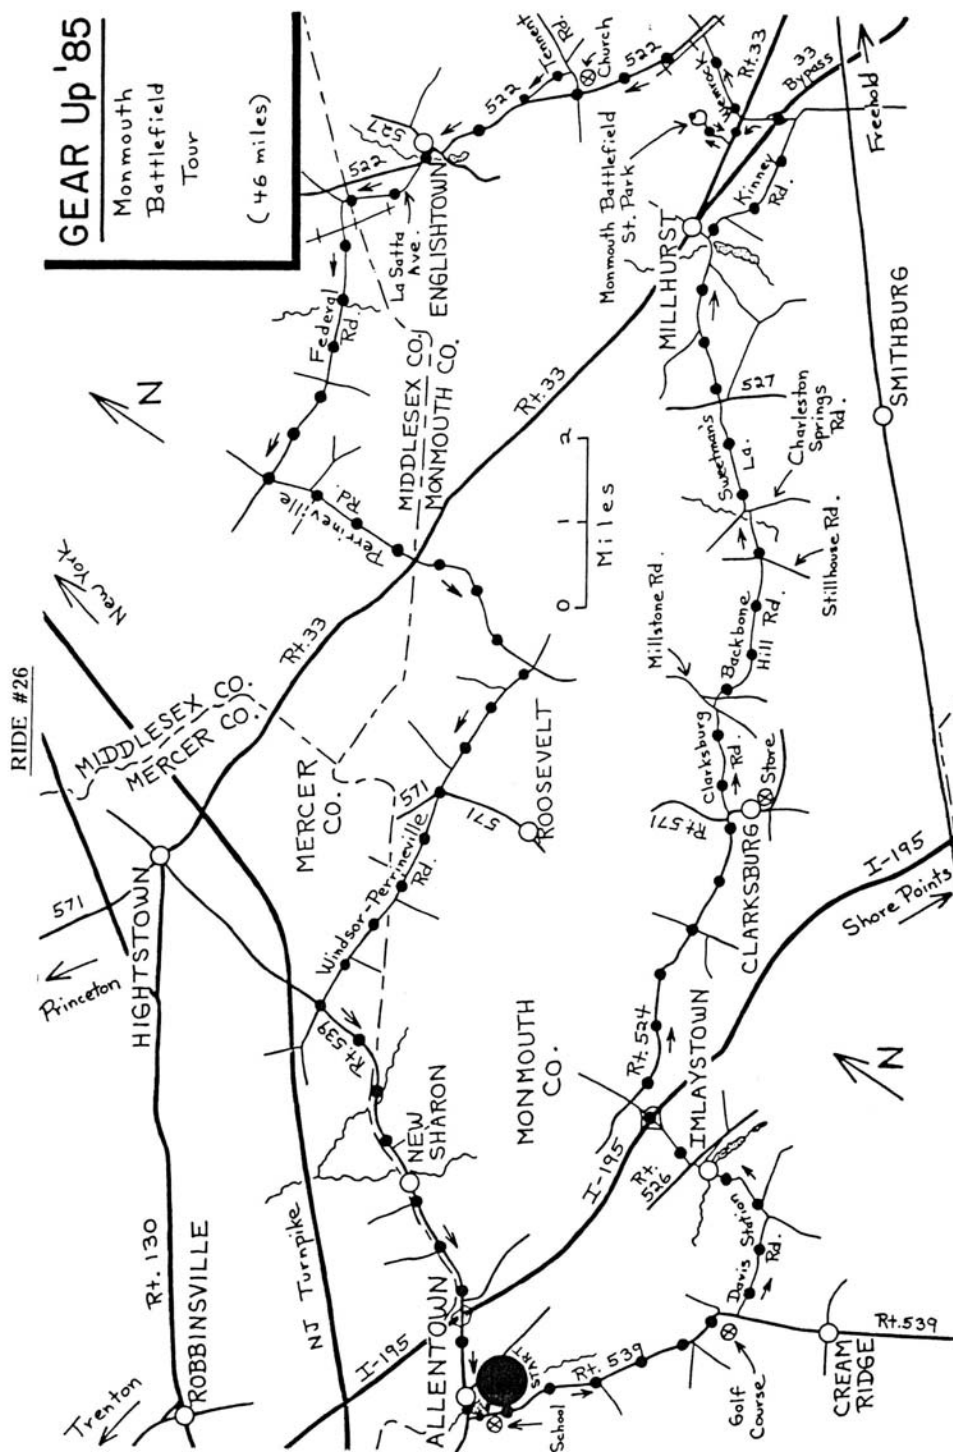 RIDE #26
GEAR Up '85
Monmouth
Battlefield
Tour
(46 miles)
N
New York
MIDDLESEX CO.
MERCER CO.
Rt.33
HIGHTSTOWN
571
Princeton
Rt. 130
ROBBINSVILLE
Trenton
NJ Turnpike
I-195
ALLENTOWN
START
School
Rt. 539
Golf
Course
CREAM
RIDGE
Rt.539
Davis
Station
Rd.
IMLAYSTOWN
Rt.
526
I-195
MONMOUTH
CO.
Rt.524
N
Shore Points
I-195
CLARKSBURG
Store
Rt.571
Clarksburg
Rd.
Millstone Rd.
Backbone
Hill
Rd.
Stillhouse Rd.
Charleston
Springs
Rd.
Sweetman's
La.
527
SMITHBURG
MILLHURST
Kinney
Rd.
Freehold
33
Bypass
Rt.33
Wemrock
Monmouth Battlefield
St. Park
522
Church
Tennent
Rd.
522
527
522
ENGLISHTOWN
La Satta
Ave.
Federal
Rd.
MIDDLESEX CO.
MONMOUTH CO.
Rt.33
Perrineville
Rd.
0
1
2
Miles
ROOSEVELT
571
571
MERCER
CO.
Windsor-Perrineville
Rd.
Rt.539
NEW
SHARON